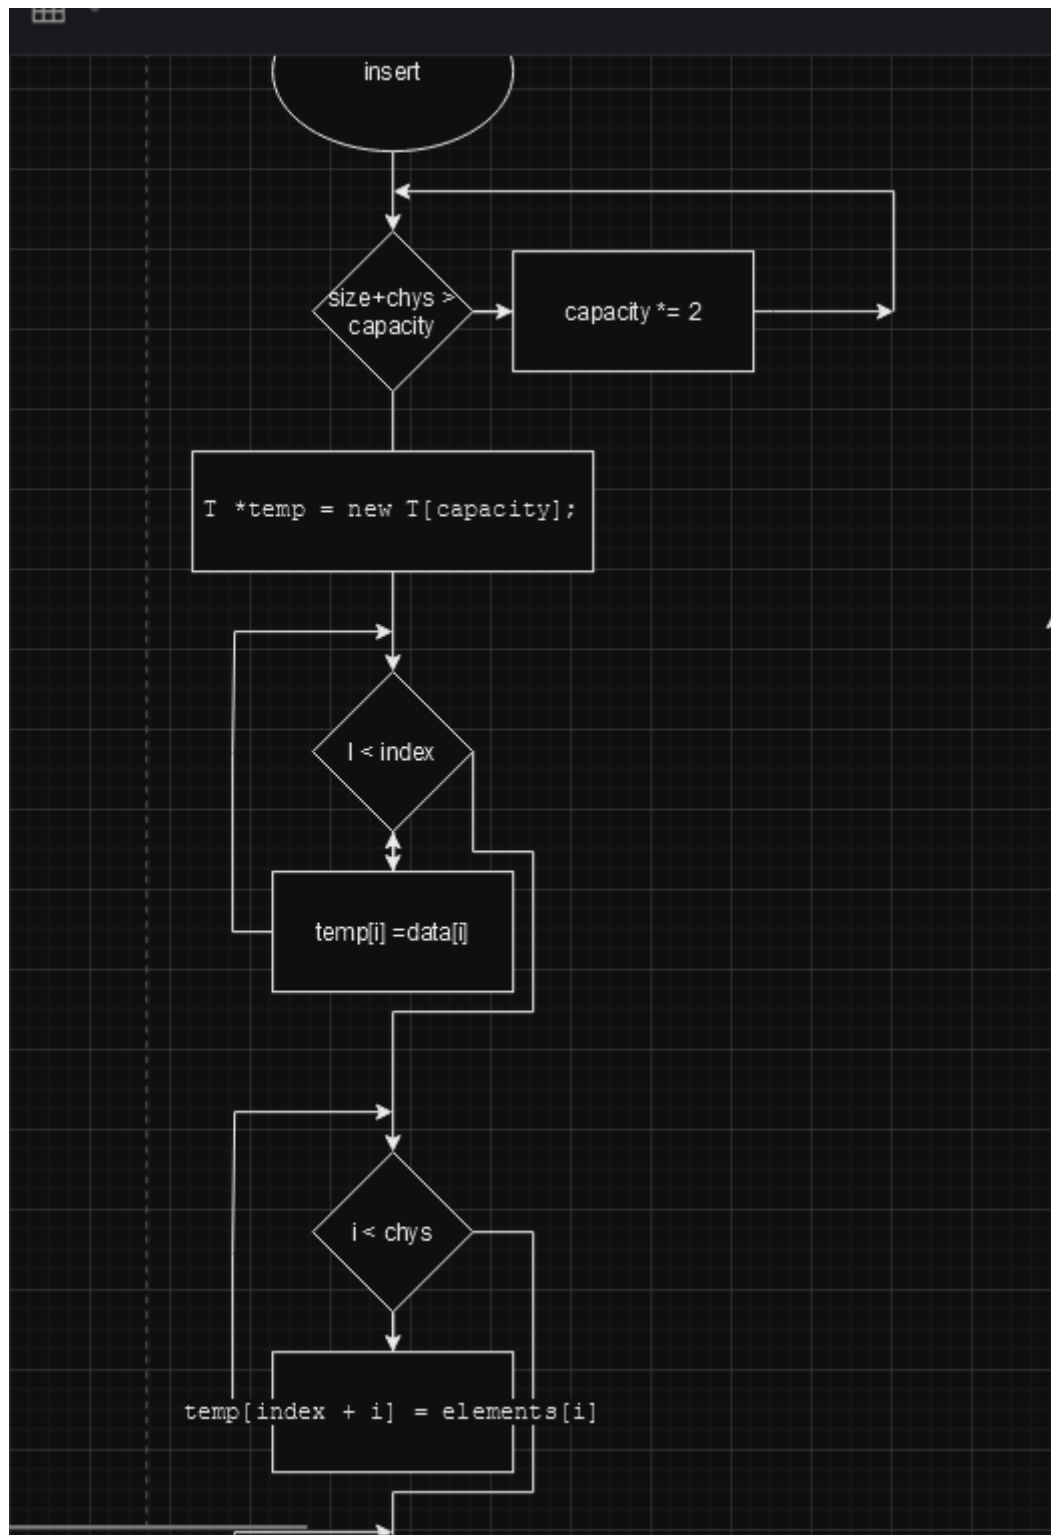 insert
size+chys >
capacity
capacity *= 2
T *temp = new T[capacity];
I < index
temp[i] =data[i]
i < chys
temp[index + i] = elements[i]